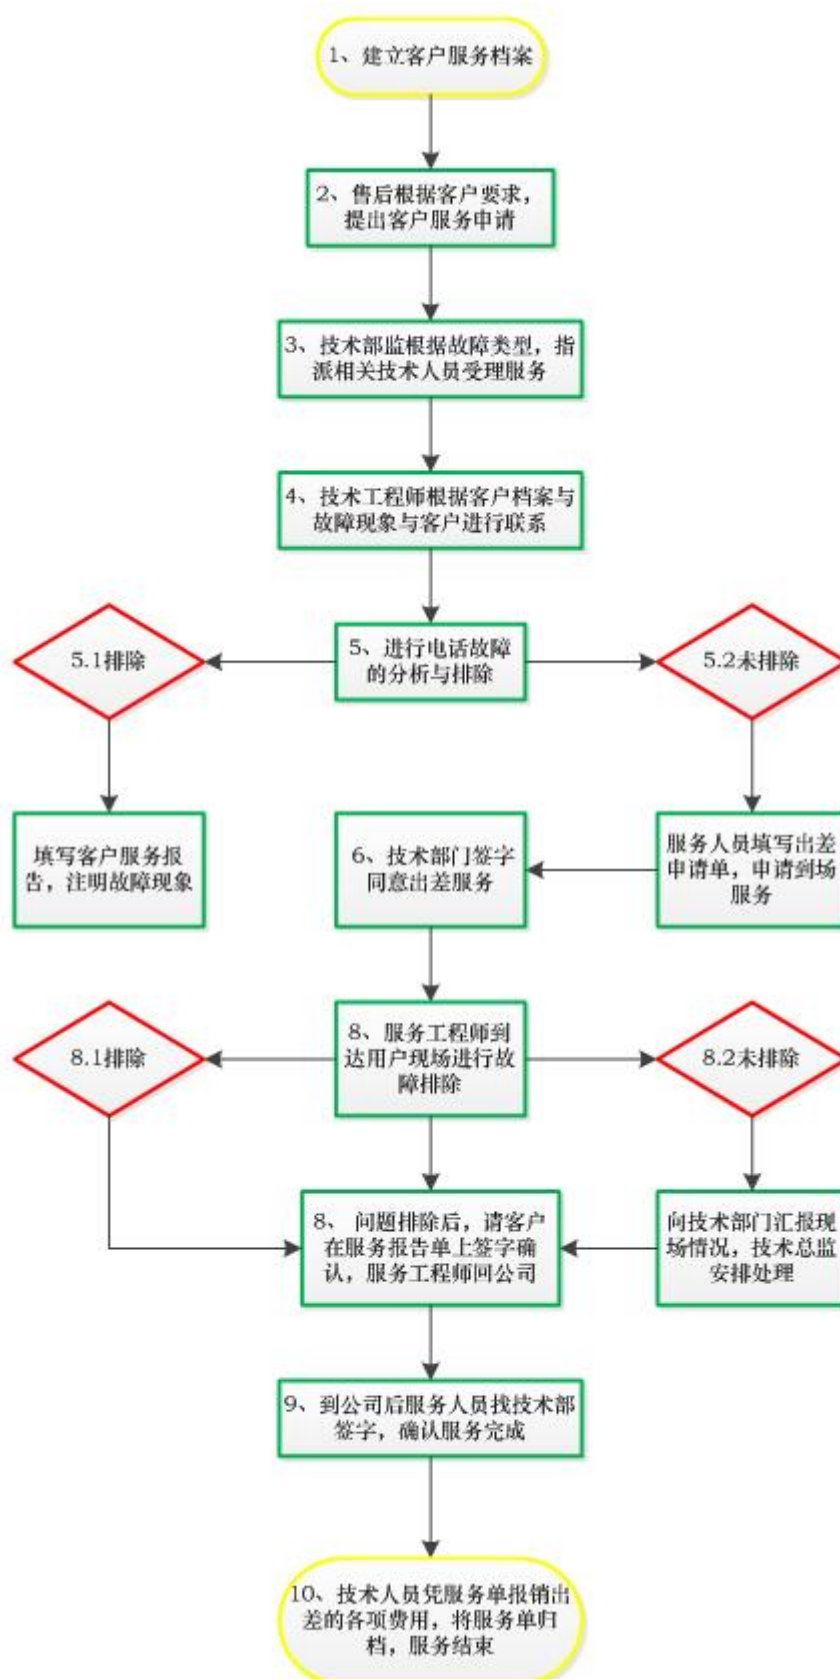 1、建立客户服务档案
2、售后根据客户要求，
提出客户服务申请
3、技术部监根据故障类型，指
派相关技术人员受理服务
4、技术工程师根据客户档案与
故障现象与客户进行联系
5.1排除
5、进行电话故障
的分析与排除
5.2未排除
填写客户服务报
告，注明故障现象
6、技术部门签字
同意出差服务
服务人员填写出差
申请单，申请到场
服务
8.1排除
8、服务工程师到
达用户现场进行故
障排除
8.2未排除
8、 问题排除后，请客户
在服务报告单上签字确
认，服务工程师回公司
向技术部门汇报现
场情况，技术总监
安排处理
9、到公司后服务人员找技术部
签字，确认服务完成
10、技术人员凭服务单报销出
差的各项费用，将服务单归
档，服务结束